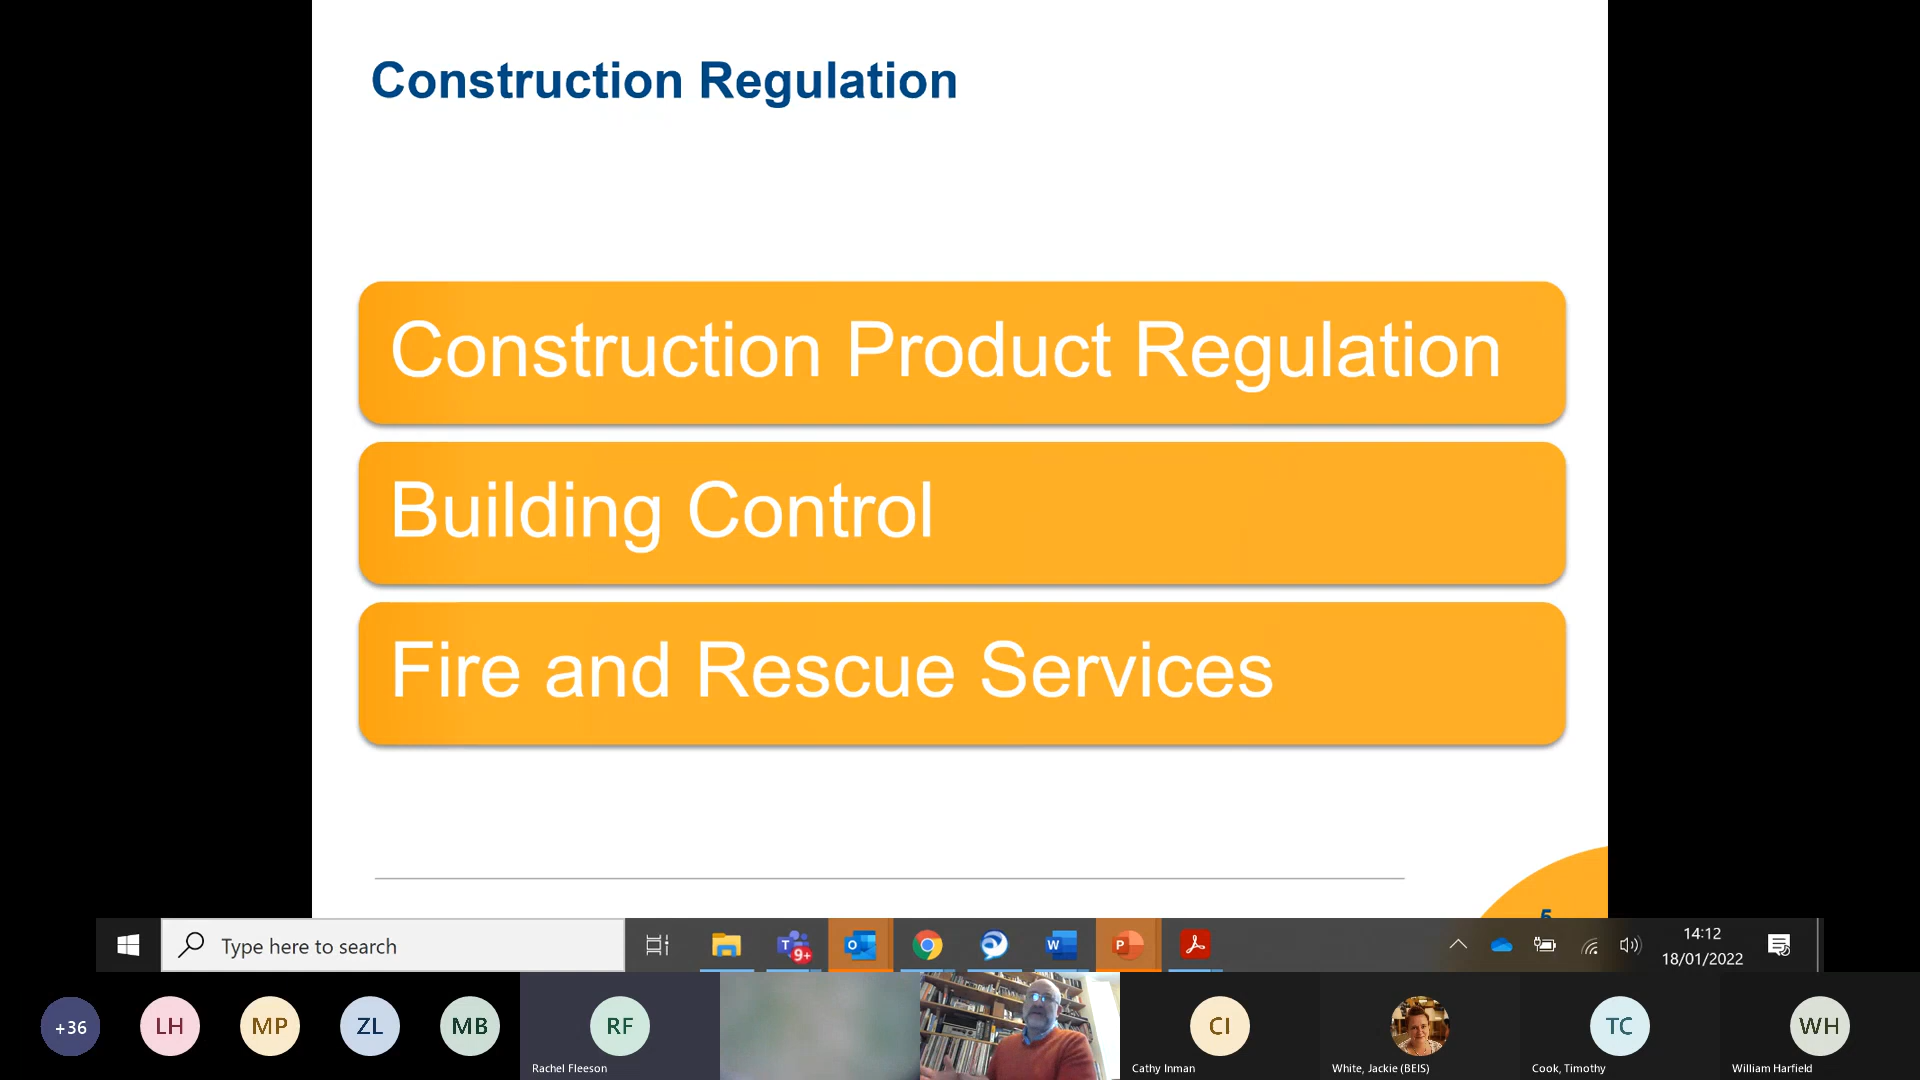 Construction Regulation
Construction Product Regulation
Building Control
Fire and Rescue Services
5
Type here to search
T
9+
O
W
P
14:12
18/01/2022
+36
LH
MP
ZL
MB
RF
CI
TC
WH
Rachel Fleeson
Cathy Inman
White, Jackie (BEIS)
Cook, Timothy
William Harfield